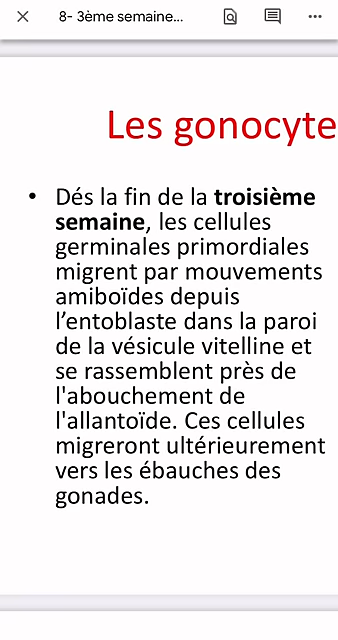 8- 3ème semaine...
Les gonocyte
• Dés la fin de la troisième
semaine, les cellules
germinales primordiales
migrent par mouvements
amiboïdes depuis
l’entoblaste dans la paroi
de la vésicule vitelline et
se rassemblent près de
l'abouchement de
l'allantoïde. Ces cellules
migreront ultérieurement
vers les ébauches des
gonades.